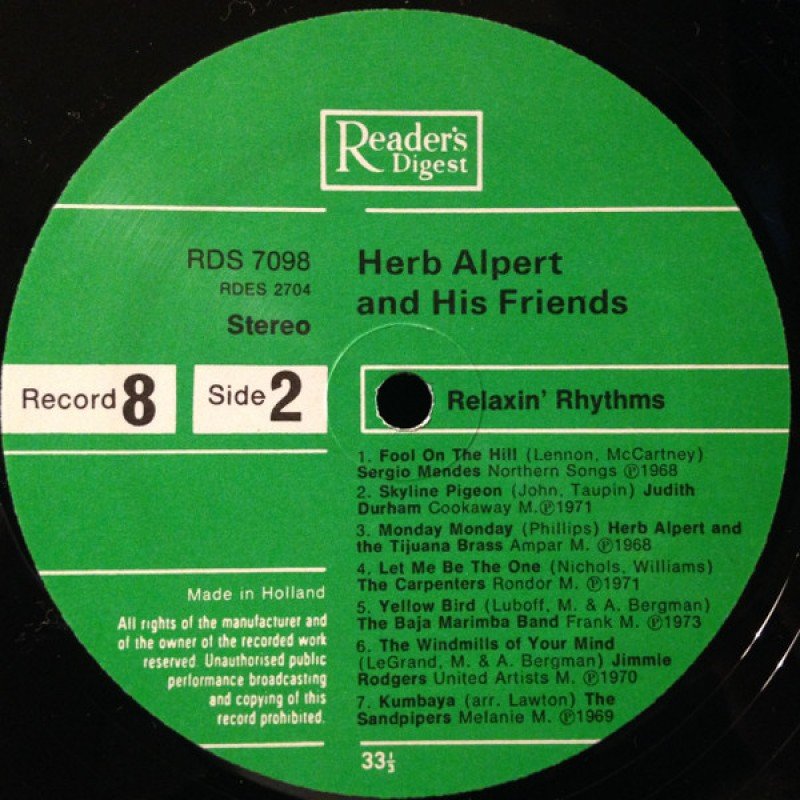 Reader's
Digest
RDS 7098
RDES 2704
Stereo
Herb Alpert
and His Friends
Record 8
Side 2
Relaxin' Rhythms
1. Fool On The Hill (Lennon, McCartney)
Sergio Mendes Northern Songs ℗1968
2. Skyline Pigeon (John, Taupin) Judith
Durham Cookaway M.℗1971
3. Monday Monday (Phillips) Herb Alpert and
the Tijuana Brass Ampar M. ℗1968
4. Let Me Be The One (Nichols, Williams)
The Carpenters Rondor M. ℗1971
5. Yellow Bird (Luboff, M. & A. Bergman)
The Baja Marimba Band Frank M. ℗1973
6. The Windmills of Your Mind
(LeGrand, M. & A. Bergman) Jimmie
Rodgers United Artists M. ℗1970
7. Kumbaya (arr. Lawton) The
Sandpipers Melanie M. ℗1969
Made in Holland
All rights of the manufacturer and
of the owner of the recorded work
reserved. Unauthorised public
performance broadcasting
and copying of this
record prohibited.
33⅓